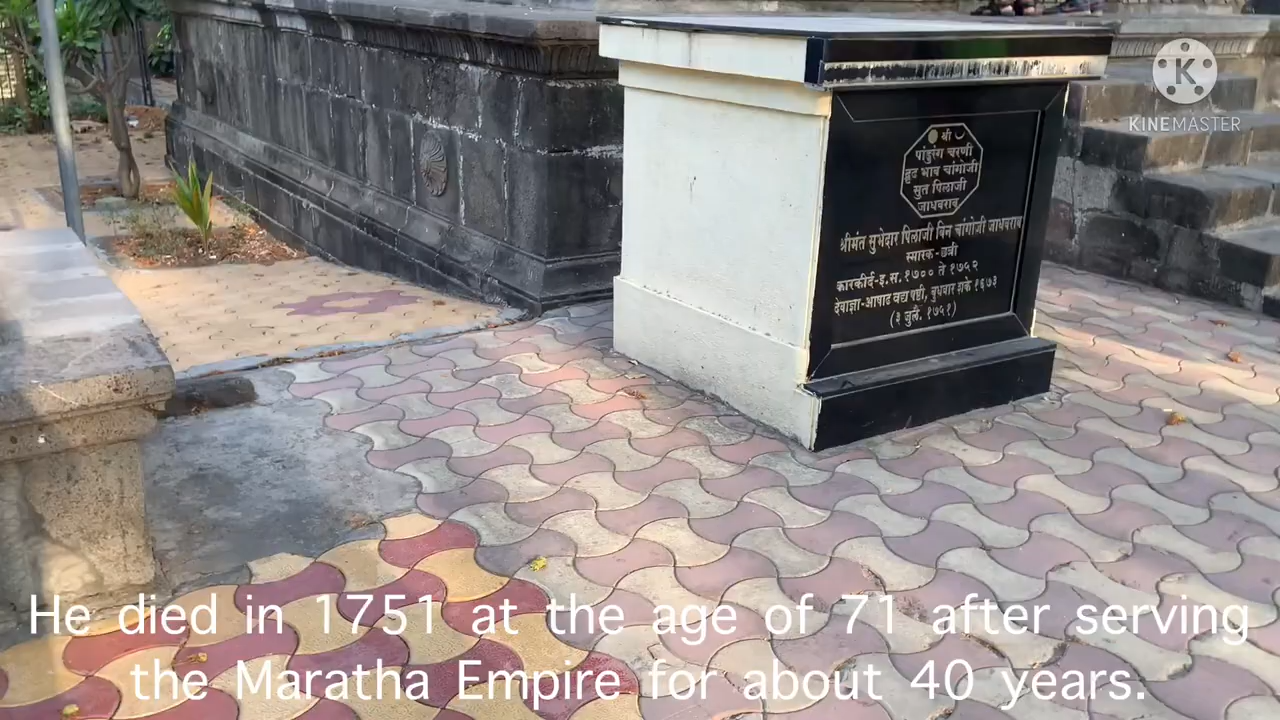 KINEMASTER
श्री
पांडुरंग चरणी
दृढ भाव चांगोजी
सुत पिलाजी
जाधवराव
श्रीमंत सुभेदार पिलाजी बिन चांगोजी जाधवराव
स्मारक-छत्री
कारकीर्द-इ.स.१७०० ते १७५१
देवाज्ञा-आषाढ वद्य षष्टी, बुधवार शके १६७३
(३ जुलै, १७५१)
He died in 1751 at the age of 71 after serving
the Maratha Empire for about 40 years.